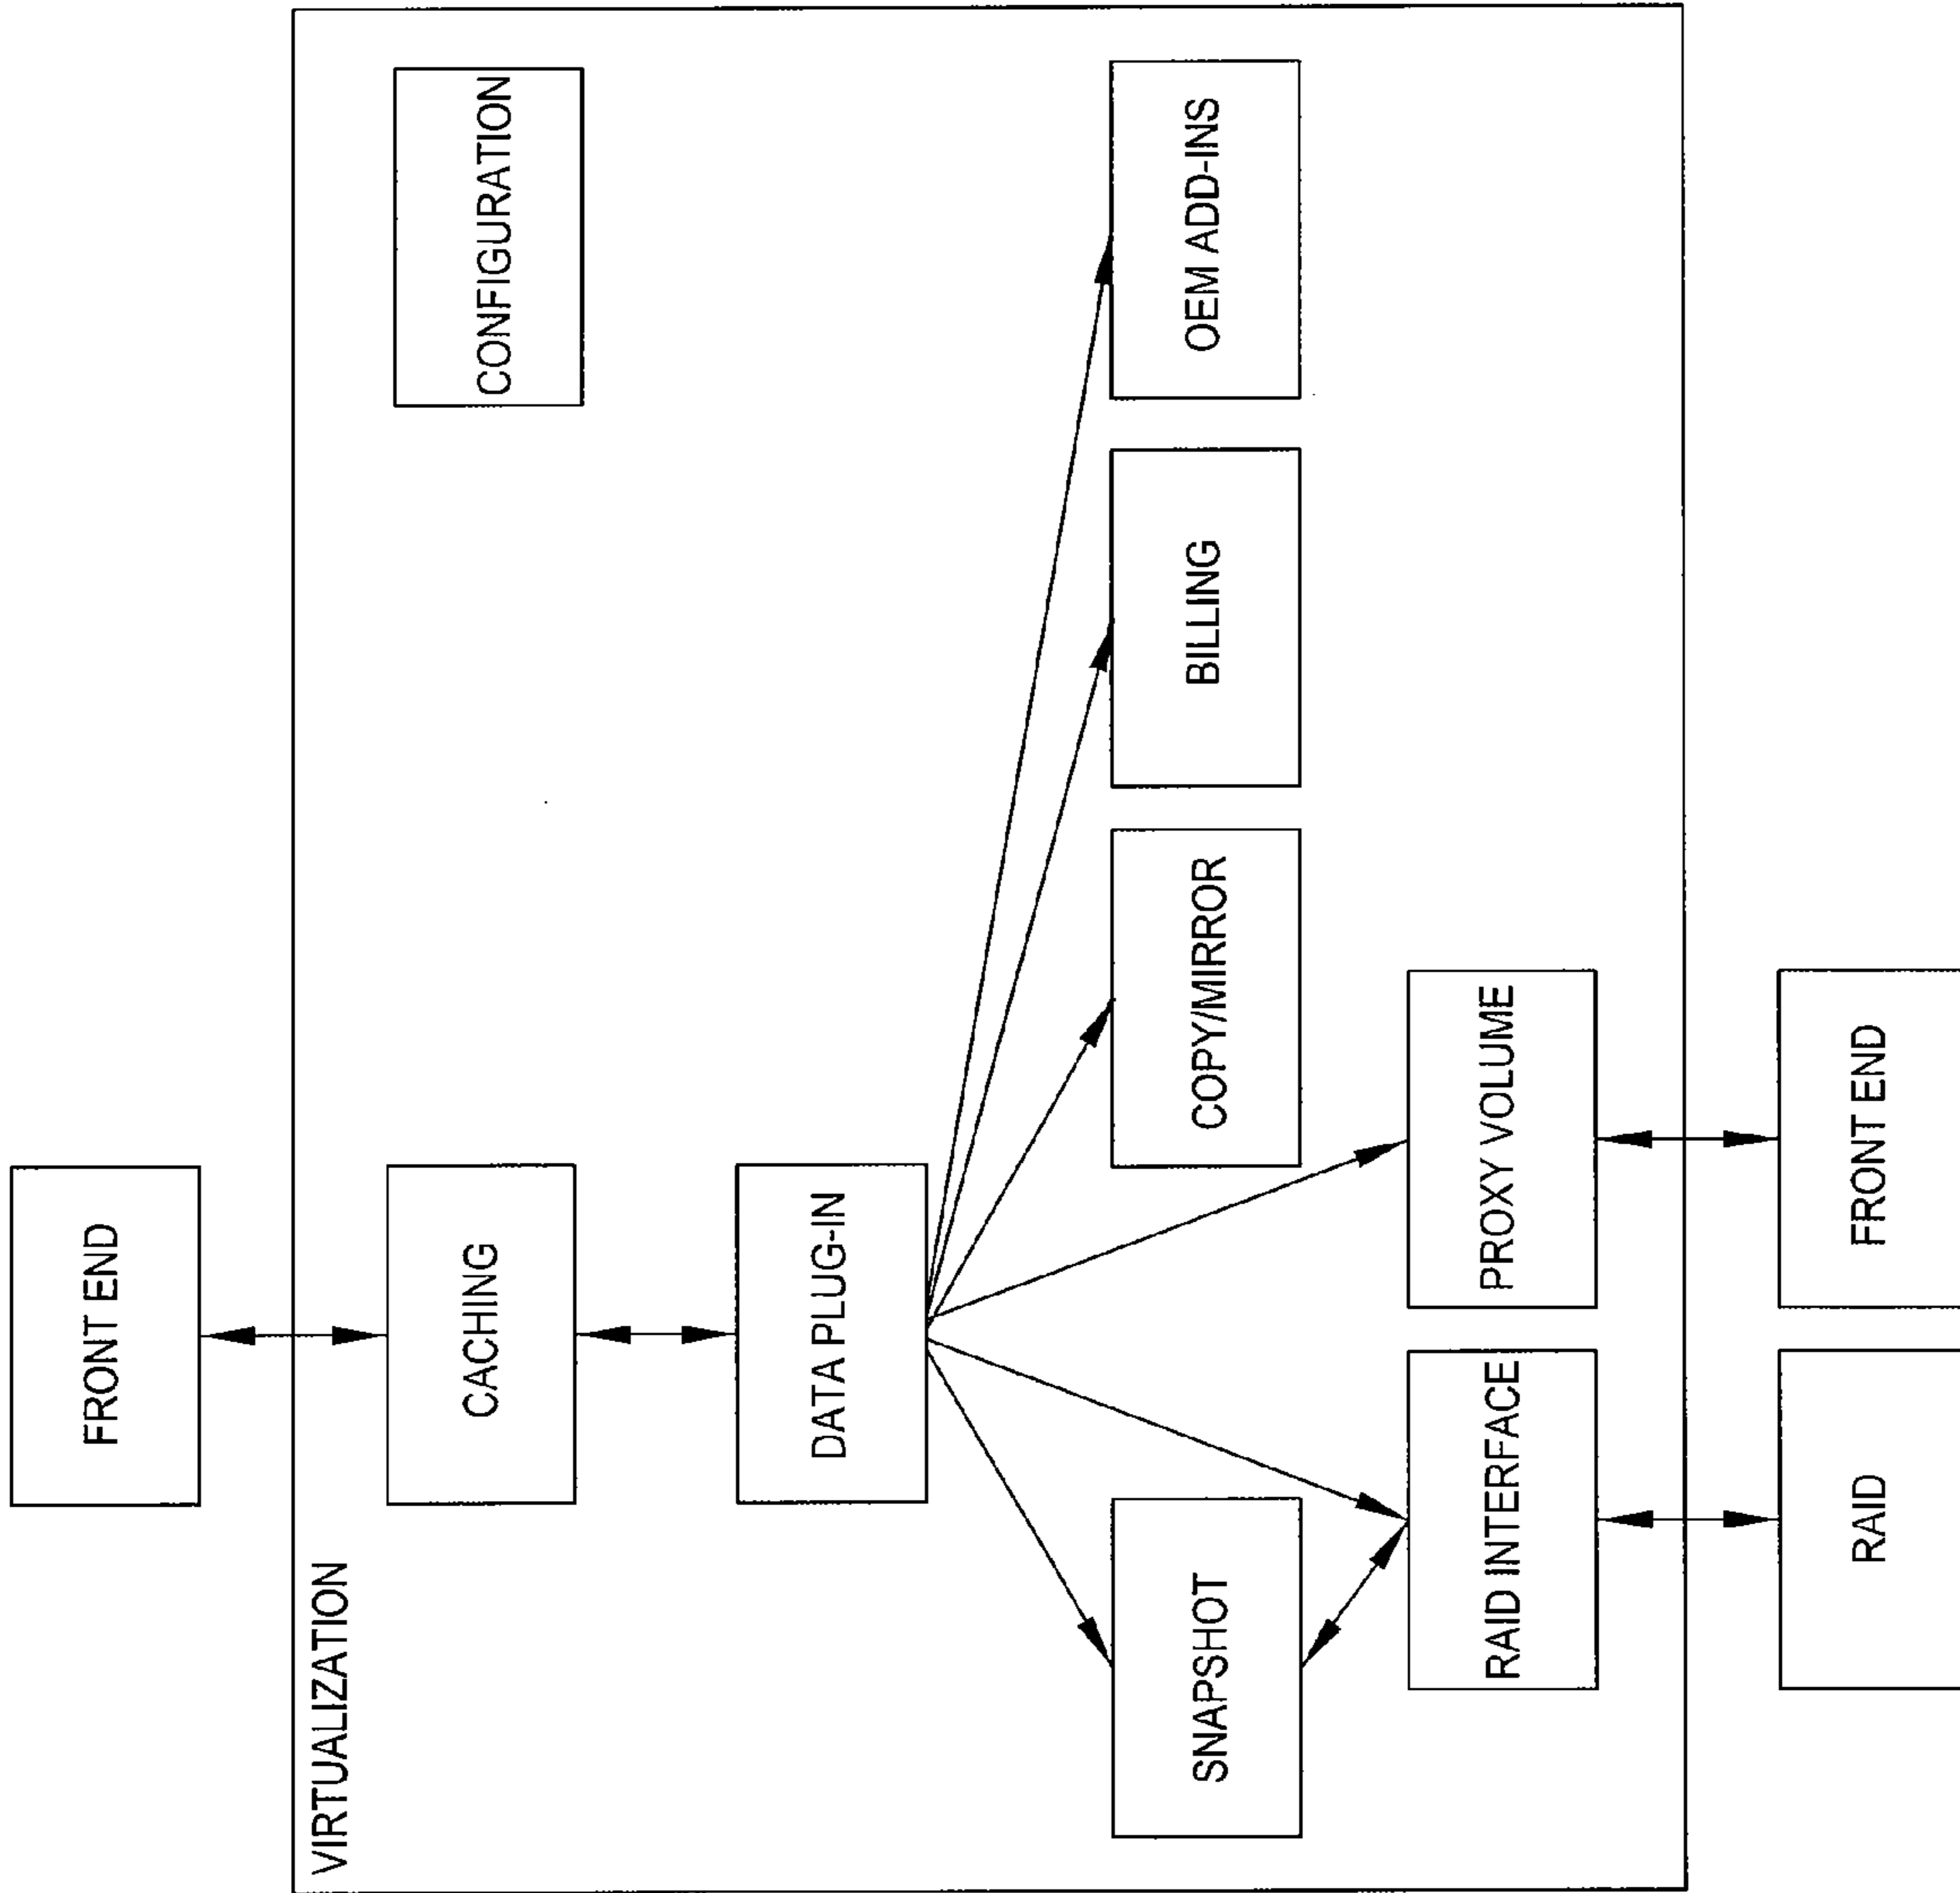 FRONT END
VIRTUALIZATION
CACHING
CONFIGURATION
DATA PLUG-IN
SNAPSHOT
COPY/MIRROR
BILLING
OEM ADD-INS
RAID INTERFACE
PROXY VOLUME
RAID
FRONT END